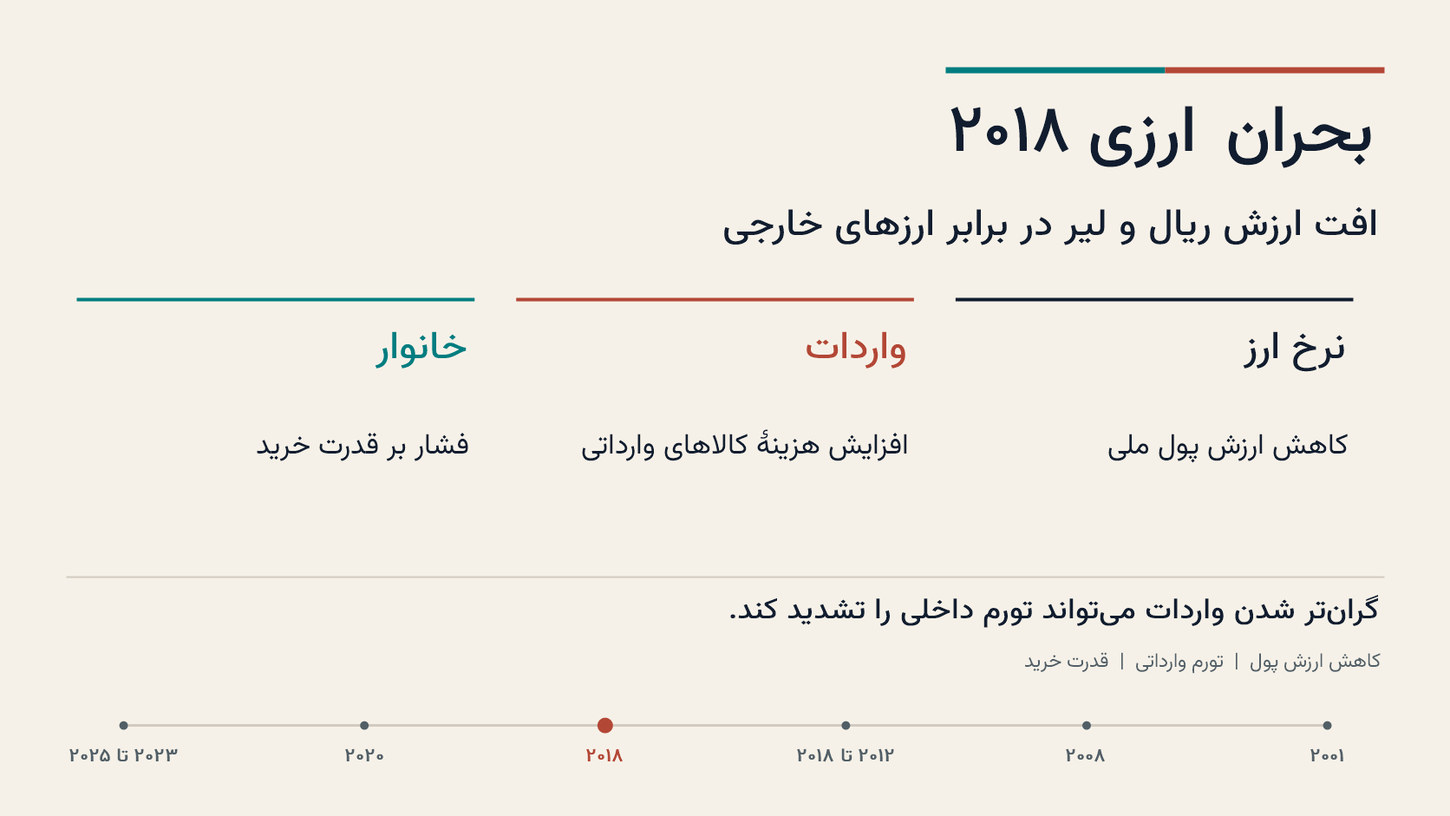 بحران ارزی ۲۰۱۸
افت ارزش ریال و لیر در برابر ارزهای خارجی
نرخ ارز
کاهش ارزش پول ملی
واردات
افزایش هزینهٔ کالاهای وارداتی
خانوار
فشار بر قدرت خرید
گران‌تر شدن واردات می‌تواند تورم داخلی را تشدید کند.
کاهش ارزش پول | تورم وارداتی | قدرت خرید
۲۰۰۱
۲۰۰۸
۲۰۱۲ تا ۲۰۱۸
۲۰۱۸
۲۰۲۰
۲۰۲۳ تا ۲۰۲۵